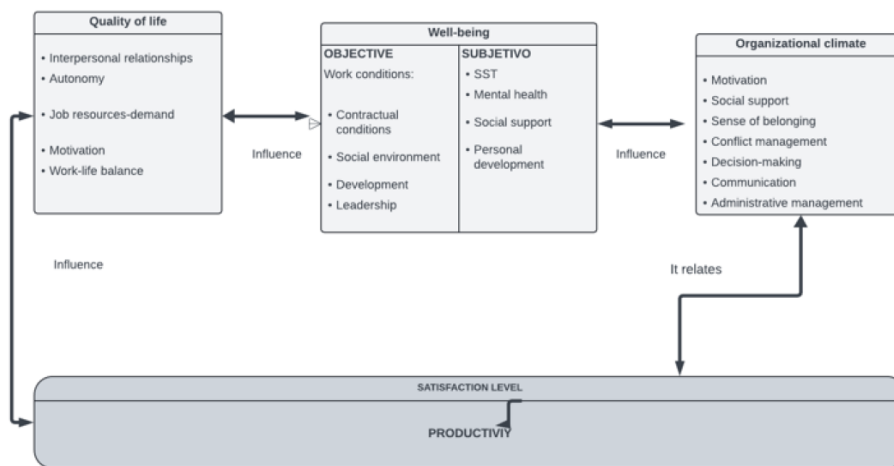 Quality of life
• Interpersonal relationships
• Autonomy
• Job resources-demand
• Motivation
• Work-life balance
Influence
Well-being
OBJECTIVE
Work conditions:
• Contractual
conditions
• Social environment
• Development
• Leadership
SUBJETIVO
• SST
• Mental health
• Social support
• Personal
development
Influence
Organizational climate
• Motivation
• Social support
• Sense of belonging
• Conflict management
• Decision-making
• Communication
• Administrative management
Influence
It relates
SATISFACTION LEVEL
PRODUCTIVIY